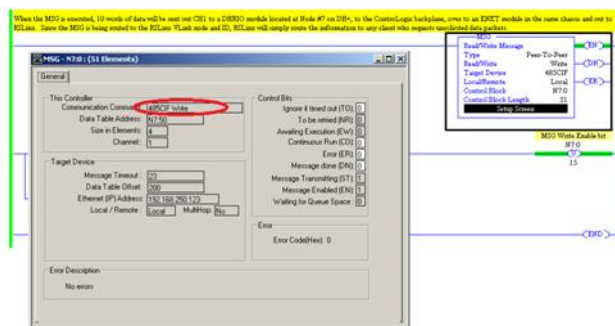 When the MSG is executed, 10 words of data will be sent out CH1 to a DHRIO module located at Node #7 on DH+, to the ControlLogix backplane, over to an ENET module in the same chassis and out to
RSLinx. Since the MSG is being routed to the RSLinx VLink node and ID, RSLinx will simply route the information to any client who requests unsolicited data packets.
MSG
Read/Write Message
Type Peer-To-Peer
Read/Write Write
Target Device 485CIF
Local/Remote Local
Control Block N7:0
Control Block Length 51
Setup Screen
EN
DN
ER
MSG Write Enable bit
N7:0
U
15
END
MSG - N7:0 : (51 Elements)
General
This Controller
Communication Command: 485CIF Write
Data Table Address: N7:50
Size in Elements: 4
Channel: 1
Target Device
Message Timeout : 23
Data Table Offset: 200
Ethernet (IP) Address: 192.168.250.123
Local / Remote : Local MultiHop: No
Control Bits
Ignore if timed out (TO): 0
To be retried (NR): 0
Awaiting Execution (EW): 0
Continuous Run (CO): 0
Error (ER): 0
Message done (DN): 0
Message Transmitting (ST): 1
Message Enabled (EN): 1
Waiting for Queue Space : 0
Error
Error Code(Hex): 0
Error Description
No errors